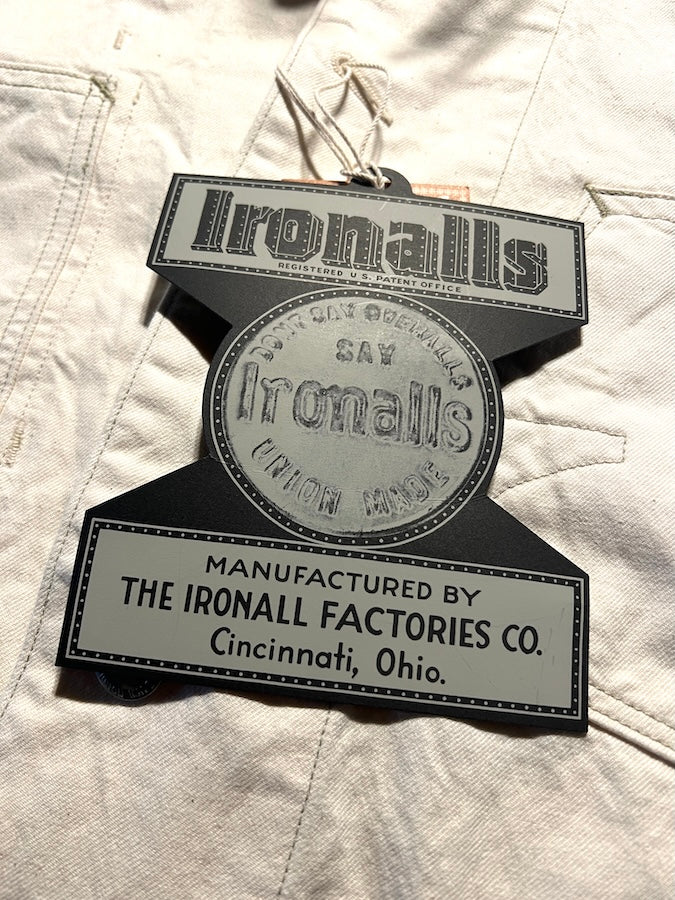 Ironalls
REGISTERED U.S. PATENT OFFICE
DON'T SAY OVERALLS
SAY
Ironalls
UNION MADE
MANUFACTURED BY
THE IRONALL FACTORIES CO.
Cincinnati, Ohio.